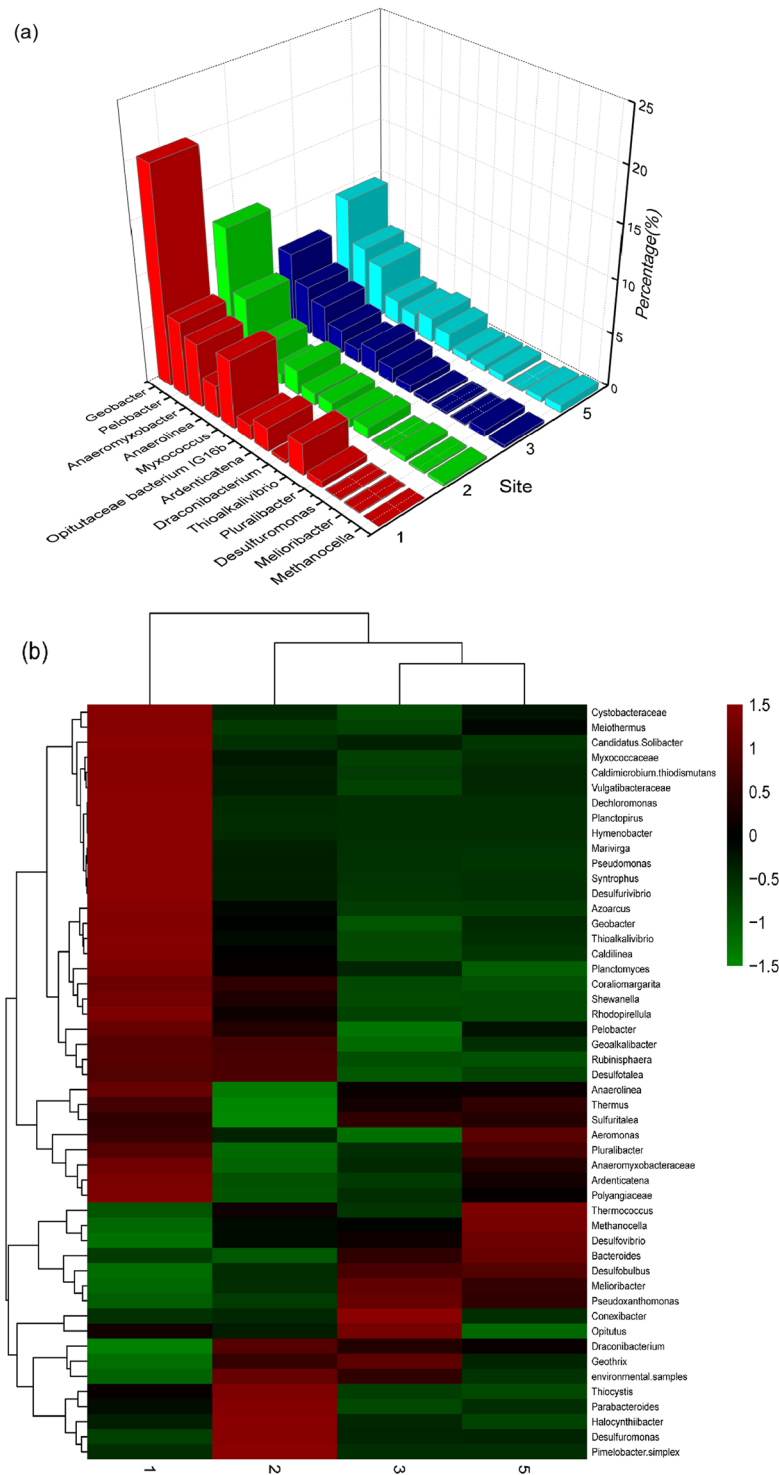 (a)
25
20
15
10
5
0
Percentage(%)
Geobacter
Pelobacter
Anaeromyxobacter
Anaerolinea
Myxococcus
Opitutaceae bacterium IG16b
Ardenticatena
Draconibacterium
Thioalkalivibrio
Pluralibacter
Desulfuromonas
Melioribacter
Methanocella
1
2
3
5
Site
(b)
Cystobacteraceae
Meiothermus
Candidatus.Solibacter
Myxococcaceae
Caldimicrobium.thiodismutans
Vulgatibacteraceae
Dechloromonas
Planctopirus
Hymenobacter
Marivirga
Pseudomonas
Syntrophus
Desulfurivibrio
Azoarcus
Geobacter
Thioalkalivibrio
Caldilinea
Planctomyces
Coraliomargarita
Shewanella
Rhodopirellula
Pelobacter
Geoalkalibacter
Rubinisphaera
Desulfotalea
Anaerolinea
Thermus
Sulfuritalea
Aeromonas
Pluralibacter
Anaeromyxobacteraceae
Ardenticatena
Polyangiaceae
Thermococcus
Methanocella
Desulfovibrio
Bacteroides
Desulfobulbus
Melioribacter
Pseudoxanthomonas
Conexibacter
Opitutus
Draconibacterium
Geothrix
environmental.samples
Thiocystis
Parabacteroides
Halocynthiibacter
Desulfuromonas
Pimelobacter.simplex
1.5
1
0.5
0
−0.5
−1
−1.5
1
2
3
5